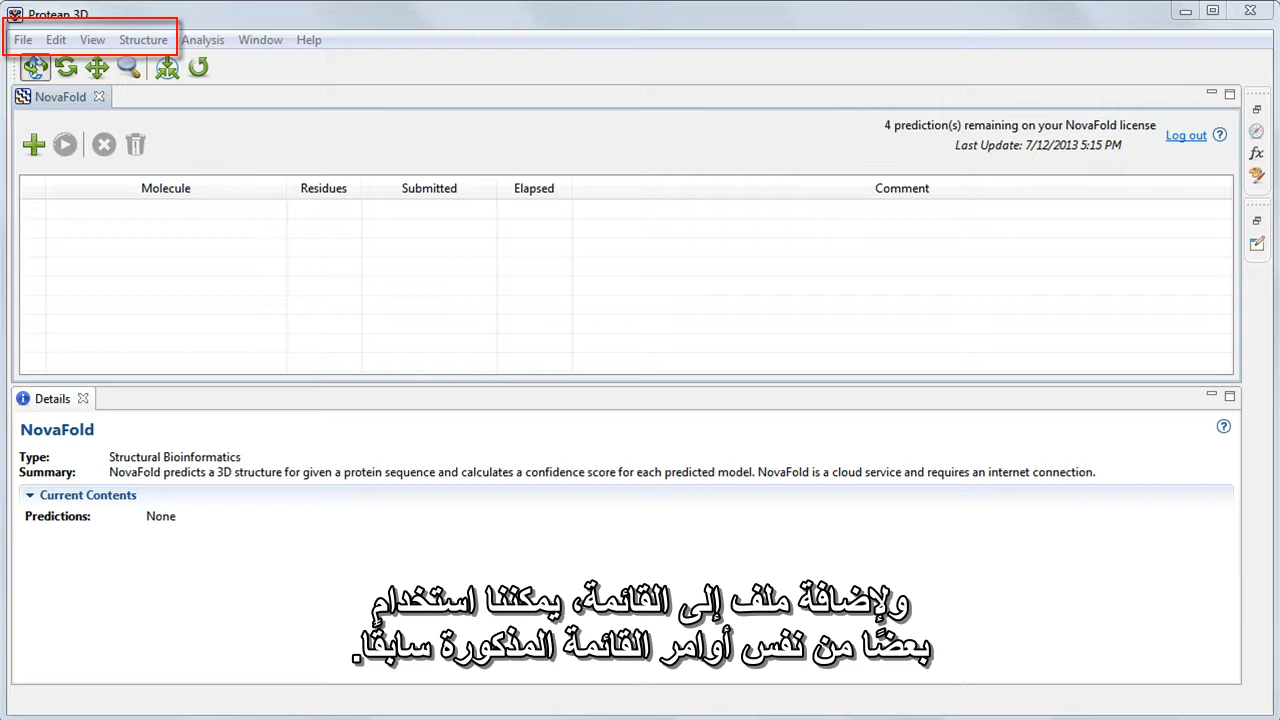 Protean 3D
File Edit View Structure Analysis Window Help
NovaFold
4 prediction(s) remaining on your NovaFold license
Last Update: 7/12/2013 5:15 PM
Log out
Molecule Residues Submitted Elapsed Comment
Details
NovaFold
Type: Structural Bioinformatics
Summary: NovaFold predicts a 3D structure for given a protein sequence and calculates a confidence score for each predicted model. NovaFold is a cloud service and requires an internet connection.
Current Contents
Predictions: None
ولإضافة ملف إلى القائمة، يمكننا استخدام
بعضًا من نفس أوامر القائمة المذكورة سابقًا.